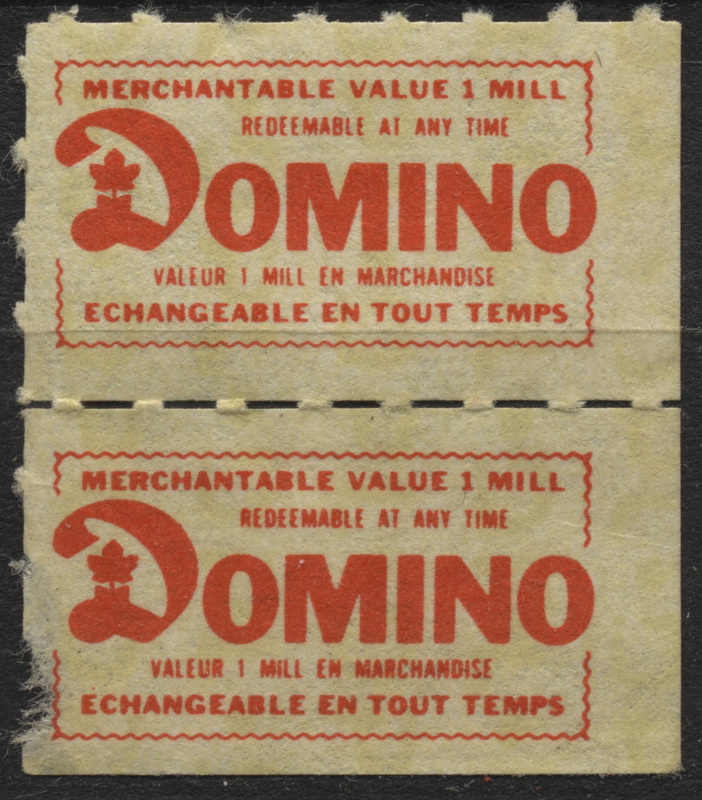 MERCHANTABLE VALUE 1 MILL
REDEEMABLE AT ANY TIME
DOMINO
VALEUR 1 MILL EN MARCHANDISE
ECHANGEABLE EN TOUT TEMPS
MERCHANTABLE VALUE 1 MILL
REDEEMABLE AT ANY TIME
DOMINO
VALEUR 1 MILL EN MARCHANDISE
ECHANGEABLE EN TOUT TEMPS